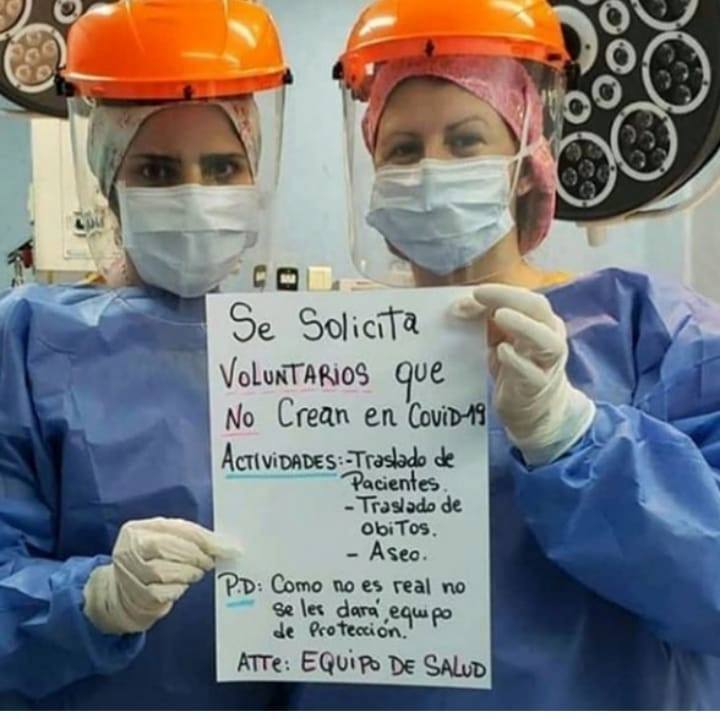 Se Solicita
VOLUNTARIOS que
No Crean en CoviD-19
ACTIViDADES:-Traslado de
Pacientes.
- Traslado de
obiTos.
- Aseo.
P.D: Como no es real no
se les dará equipo
de Protección.
ATTe: EQUIPO DE SALUD